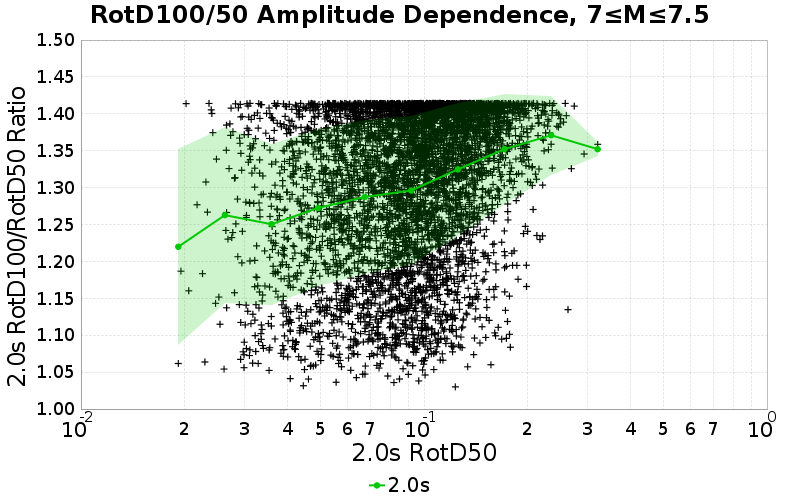 RotD100/50 Amplitude Dependence, 7≤M≤7.5
2.0s RotD100/RotD50 Ratio
1.50
1.45
1.40
1.35
1.30
1.25
1.20
1.15
1.10
1.05
1.00
10-2 2 3 4 5 6 7 10-1 2 3 4 5 6 7 100
2.0s RotD50
2.0s